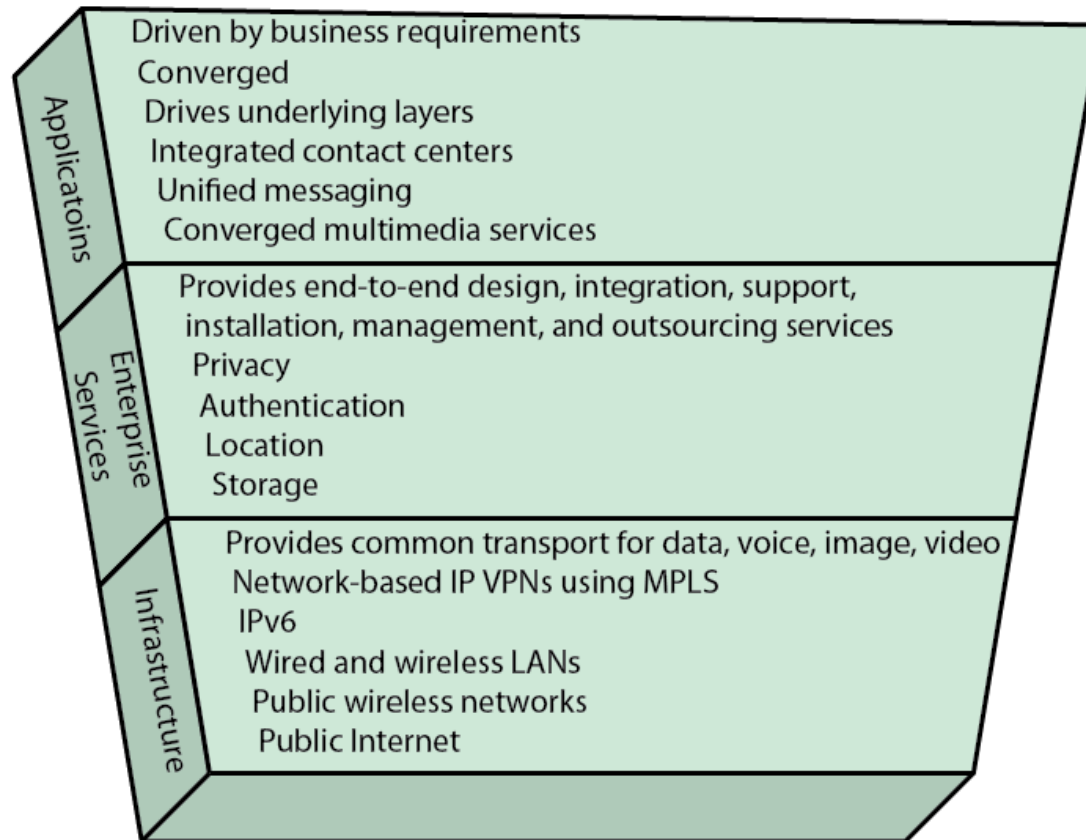 Applicatoins
Driven by business requirements
Converged
Drives underlying layers
Integrated contact centers
Unified messaging
Converged multimedia services
Enterprise
Services
Provides end-to-end design, integration, support,
installation, management, and outsourcing services
Privacy
Authentication
Location
Storage
Infrastructure
Provides common transport for data, voice, image, video
Network-based IP VPNs using MPLS
IPv6
Wired and wireless LANs
Public wireless networks
Public Internet